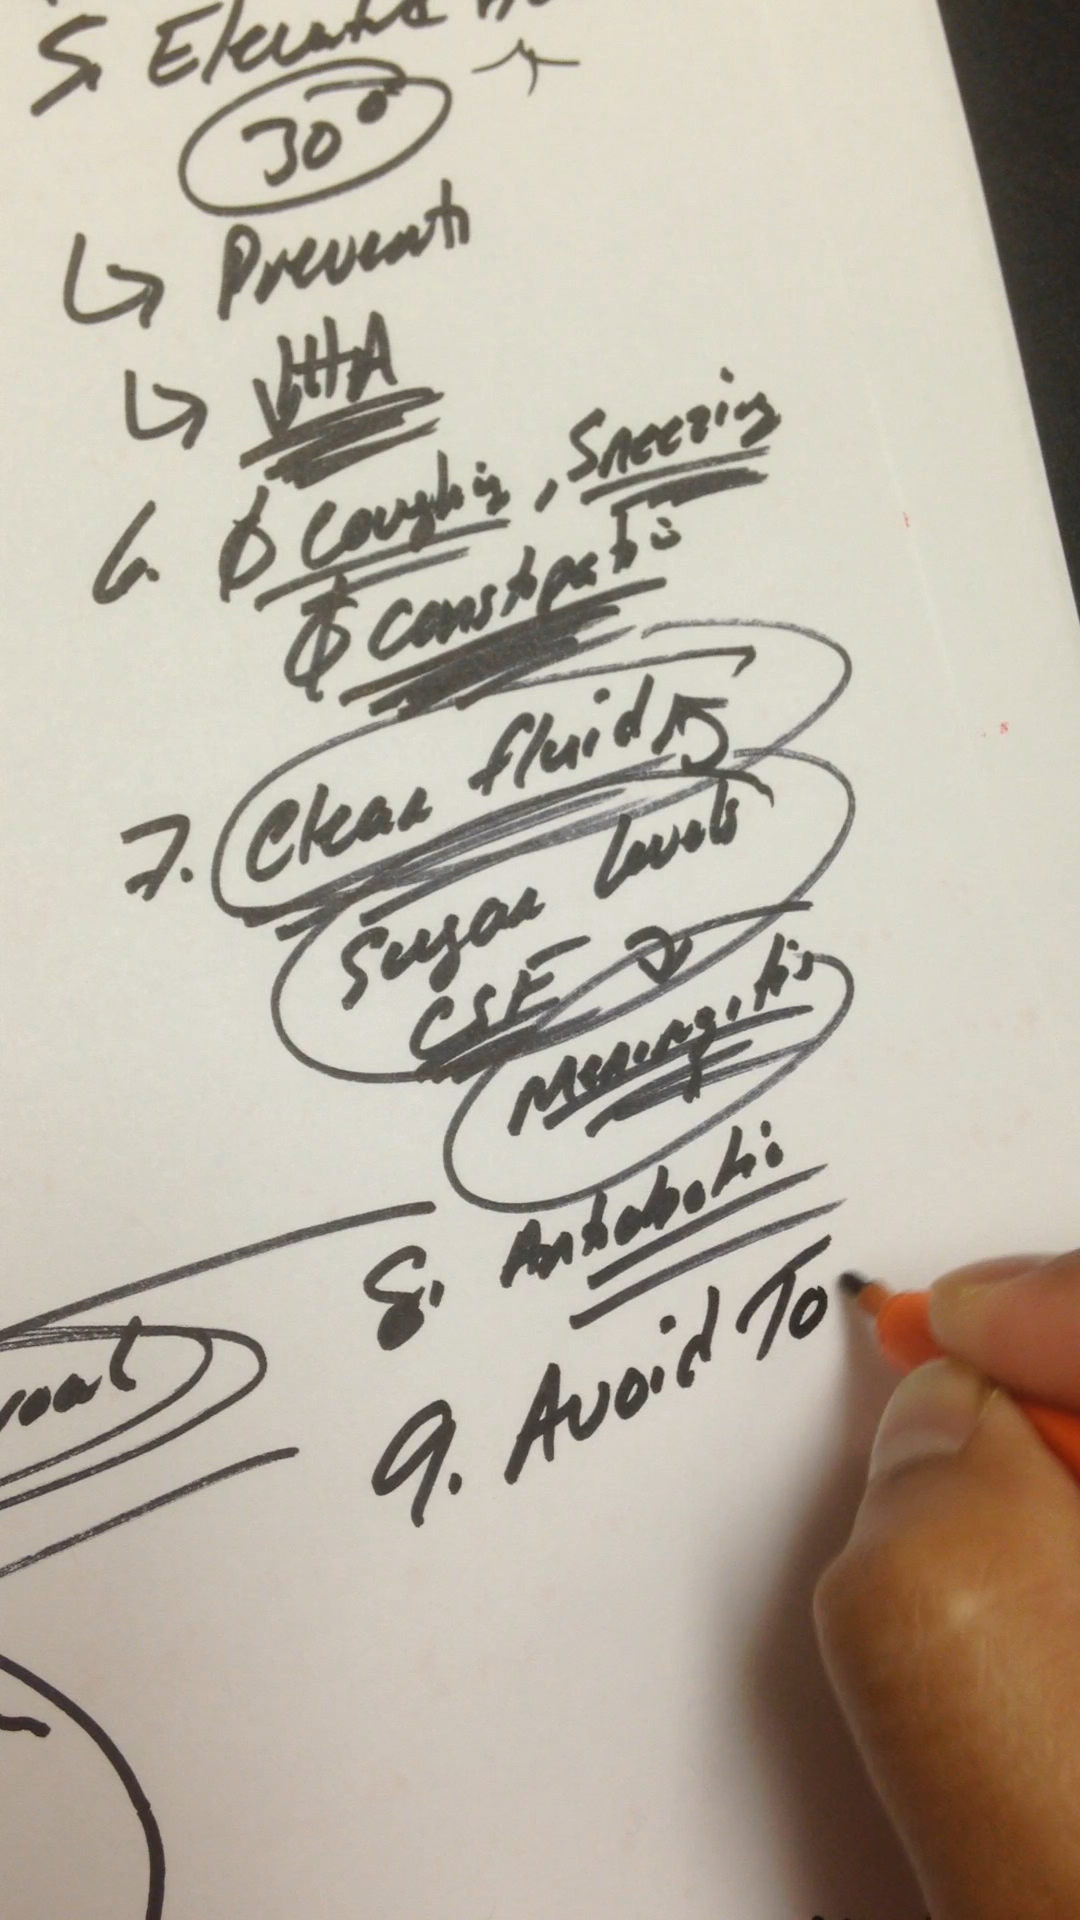 5. Elevate
30°
↳ Prevent
↳ ↓HA
6. Ø Coughing, Sneezing
Ø Constipation
7. Clear fluid
Sugar levels
CSF →
Meningitis
8. Antibiotic
9. Avoid To